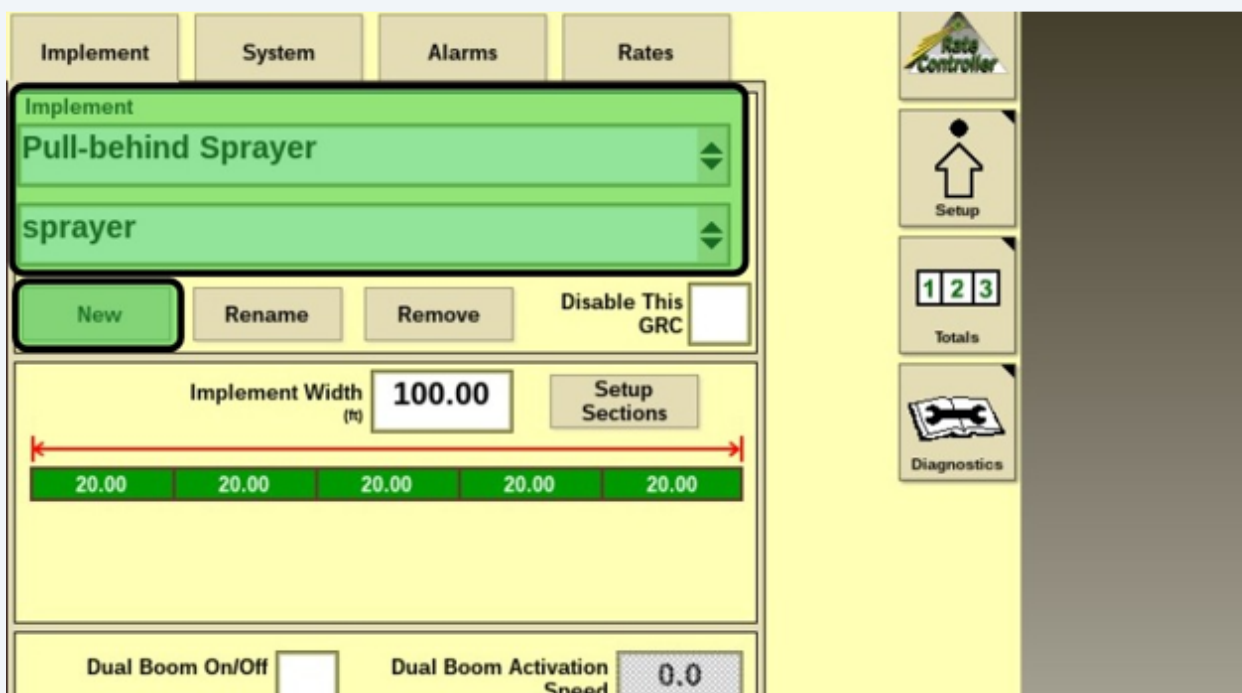 Implement System Alarms Rates
Rate
Controller
Implement
Pull-behind Sprayer
sprayer
New Rename Remove Disable This
GRC
Setup
Implement Width 100.00 Setup
(ft) Sections
20.00 20.00 20.00 20.00 20.00
1 2 3
Totals
Diagnostics
Dual Boom On/Off Dual Boom Activation 0.0
Speed